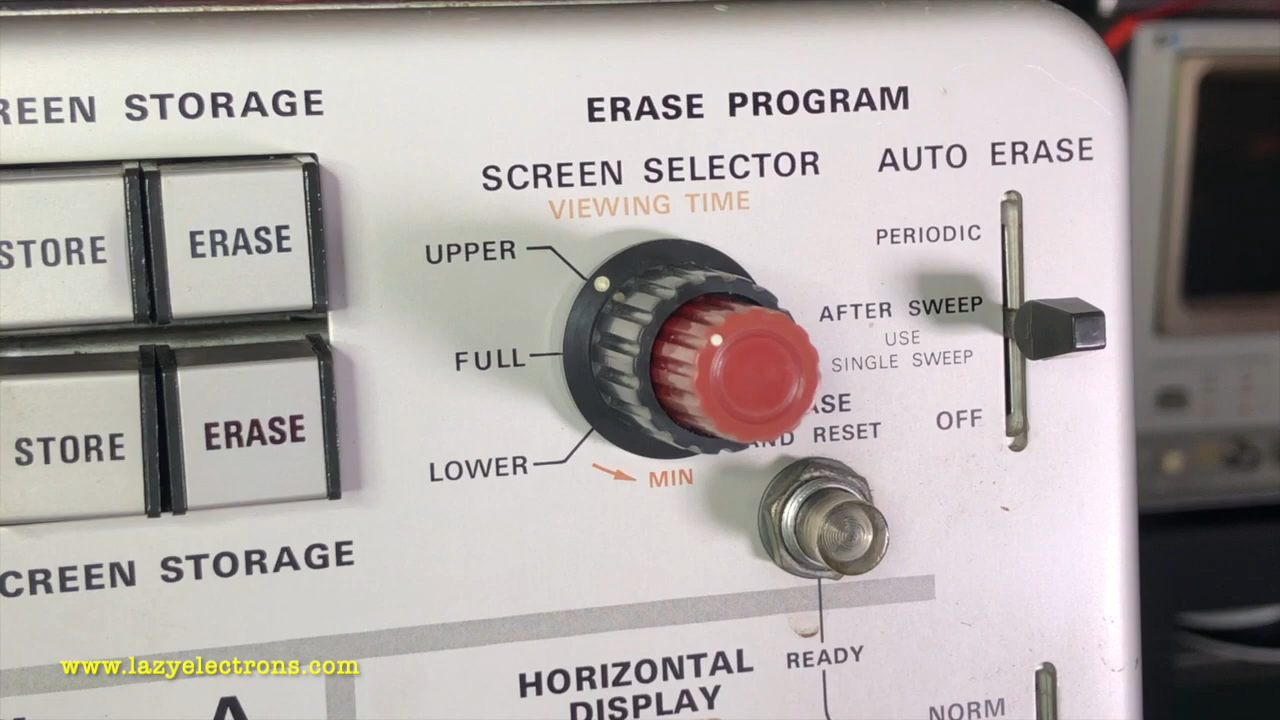 REEN STORAGE
ERASE PROGRAM
SCREEN SELECTOR
AUTO ERASE
VIEWING TIME
UPPER
PERIODIC
STORE
ERASE
AFTER SWEEP
USE
SINGLE SWEEP
FULL
ASE
AND RESET
OFF
STORE
ERASE
LOWER
MIN
CREEN STORAGE
www.lazyelectrons.com
HORIZONTAL
DISPLAY
READY
NORM
A